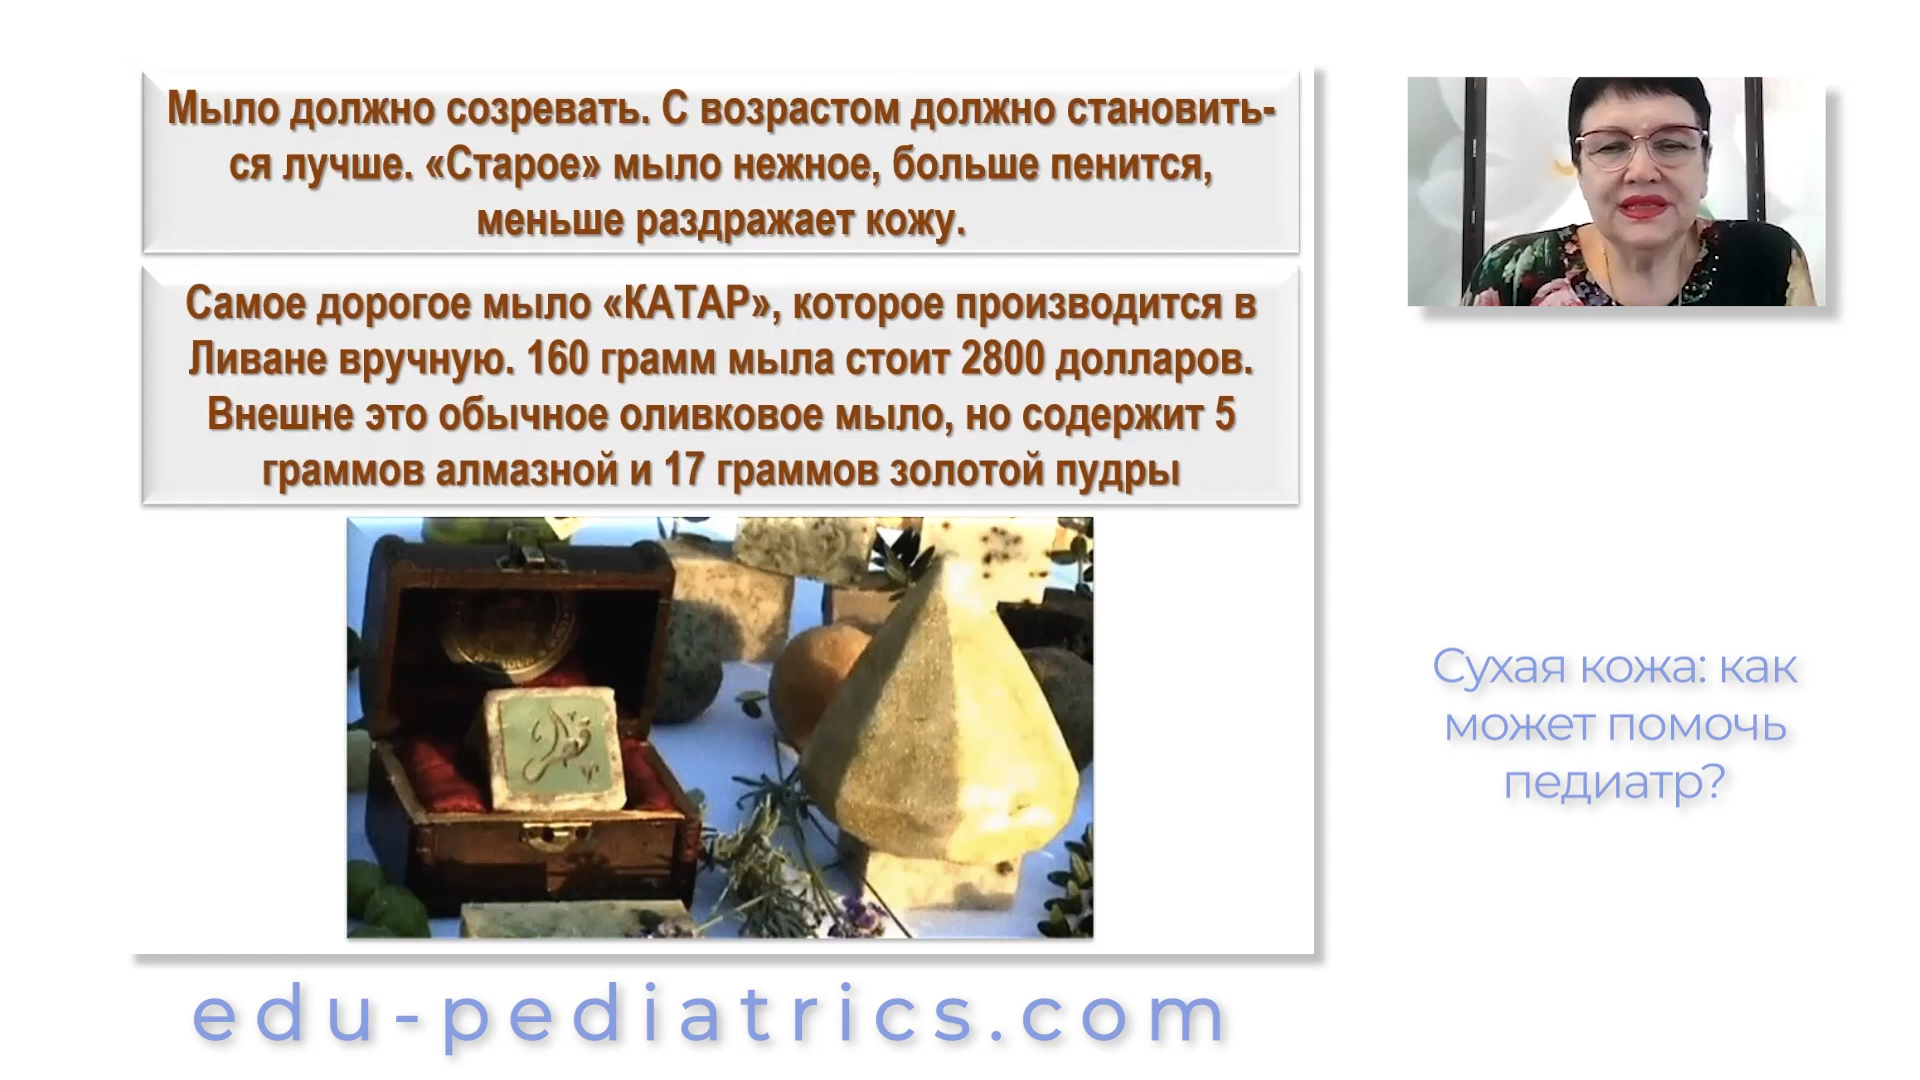 Мыло должно созревать. С возрастом должно становить-
ся лучше. «Старое» мыло нежное, больше пенится,
меньше раздражает кожу.
Самое дорогое мыло «КАТАР», которое производится в
Ливане вручную. 160 грамм мыла стоит 2800 долларов.
Внешне это обычное оливковое мыло, но содержит 5
граммов алмазной и 17 граммов золотой пудры
Сухая кожа: как
может помочь
педиатр?
edu-pediatrics.com